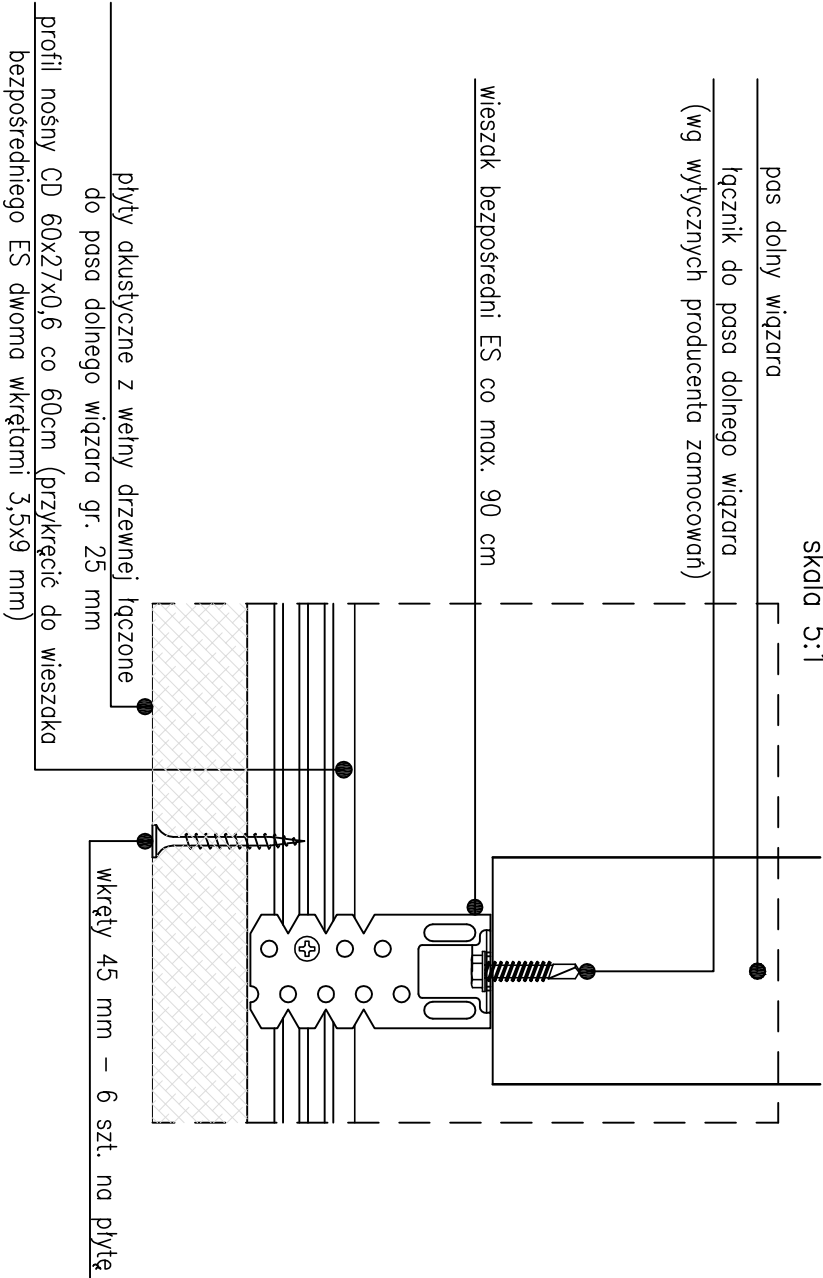 skala 5:1
pas dolny wiązara
łącznik do pasa dolnego wiązara
(wg wytycznych producenta zamocowań)
wieszak bezpośredni ES co max. 90 cm
płyty akustyczne z wełny drzewnej łączone
do pasa dolnego wiązara gr. 25 mm
profil nośny CD 60x27x0,6 co 60cm (przykręcić do wieszaka
bezpośredniego ES dwoma wkrętami 3,5x9 mm)
wkręty 45 mm – 6 szt. na płytę